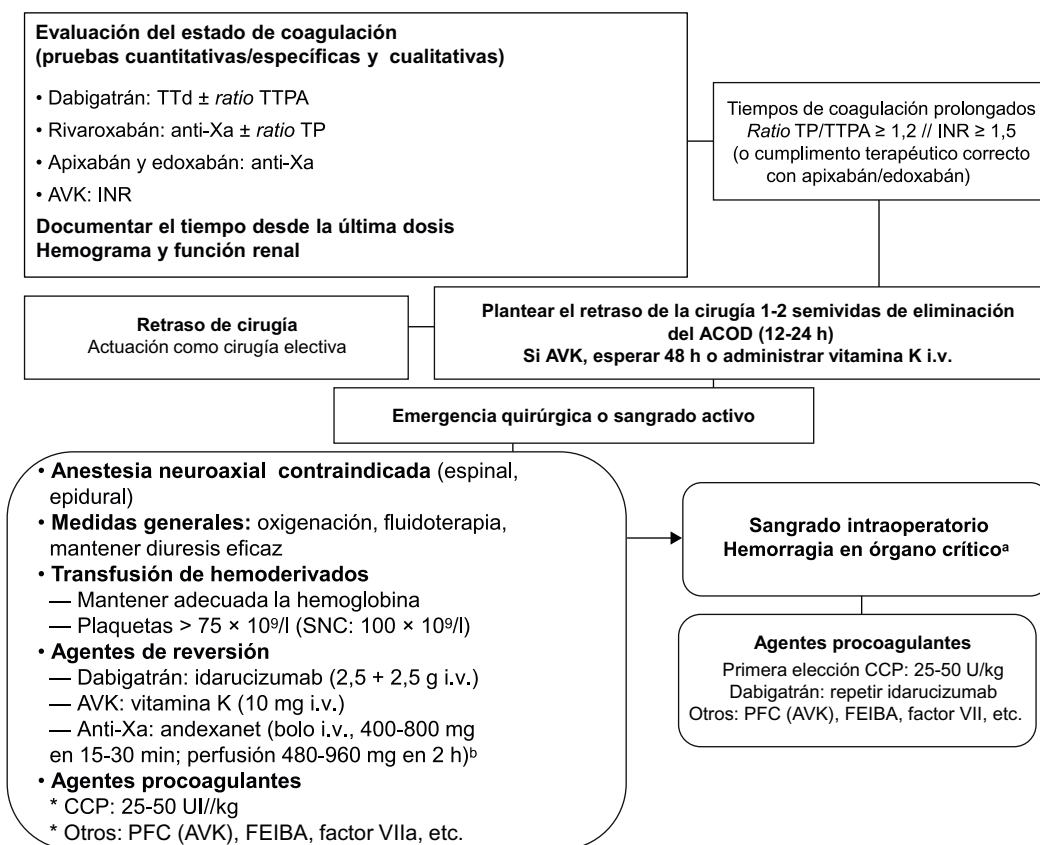 Evaluación del estado de coagulación
(pruebas cuantitativas/específicas y cualitativas)
• Dabigatrán: TTd ± ratio TTPA
• Rivaroxabán: anti-Xa ± ratio TP
• Apixabán y edoxabán: anti-Xa
• AVK: INR
Documentar el tiempo desde la última dosis
Hemograma y función renal
Tiempos de coagulación prolongados
Ratio TP/TTPA ≥ 1,2 // INR ≥ 1,5
(o cumplimento terapéutico correcto
con apixabán/edoxabán)
Retraso de cirugía
Actuación como cirugía electiva
Plantear el retraso de la cirugía 1-2 semividas de eliminación
del ACOD (12-24 h)
Si AVK, esperar 48 h o administrar vitamina K i.v.
Emergencia quirúrgica o sangrado activo
• Anestesia neuroaxial contraindicada (espinal,
epidural)
• Medidas generales: oxigenación, fluidoterapia,
mantener diuresis eficaz
• Transfusión de hemoderivados
— Mantener adecuada la hemoglobina
— Plaquetas > 75 × 10⁹/l (SNC: 100 × 10⁹/l)
• Agentes de reversión
— Dabigatrán: idarucizumab (2,5 + 2,5 g i.v.)
— AVK: vitamina K (10 mg i.v.)
— Anti-Xa: andexanet (bolo i.v., 400-800 mg
en 15-30 min; perfusión 480-960 mg en 2 h)ᵇ
• Agentes procoagulantes
* CCP: 25-50 UI//kg
* Otros: PFC (AVK), FEIBA, factor VIIa, etc.
Sangrado intraoperatorio
Hemorragia en órgano críticoᵃ
Agentes procoagulantes
Primera elección CCP: 25-50 U/kg
Dabigatrán: repetir idarucizumab
Otros: PFC (AVK), FEIBA, factor VII, etc.